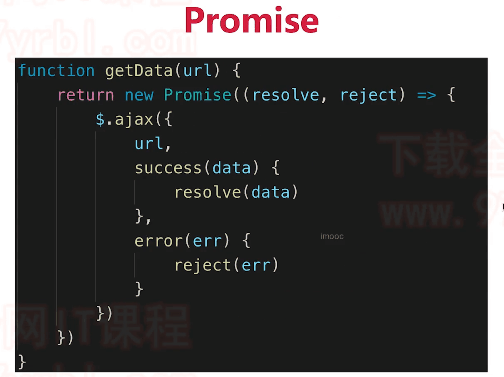 yrbl.com
Promise
function getData(url) {
    return new Promise((resolve, reject) => {
        $.ajax({
            url,
            success(data) {
                resolve(data)
            },
            error(err) {
                reject(err)
            }
        })
    })
}
imooc
下载全
www.9
网IT课程